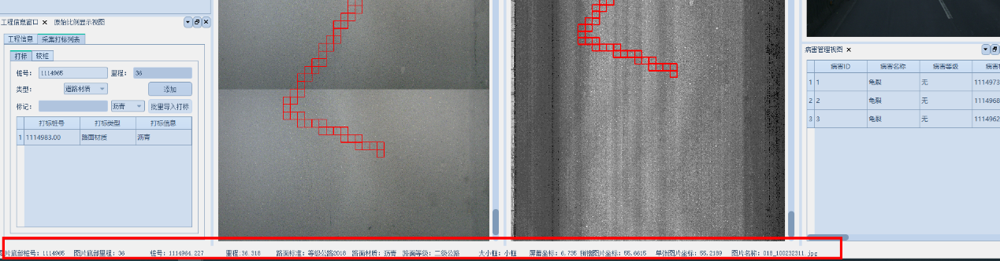 工程信息窗口 原始比例显示视图
工程信息 采集打标列表
打标 校桩
桩号: 1114965 里程: 36
类型: 道路材质 添加
标记: 沥青 批量导入打标
打标桩号 打标类型 打标信息
1 1114983.00 路面材质 沥青
病害管理视图
病害ID 病害名称 病害等级
1 1 龟裂 无 1114973
2 2 龟裂 无 1114968
3 3 龟裂 无 1114962
片底部桩号: 1114965 图片底部里程: 36 桩号: 1114964.227 里程:36.318 路面标准: 等级公路2018 路面材质: 沥青 路面等级: 二级公路 大小框: 小框 屏幕坐标: 6,735 拼接图片坐标: 55,6615 单张图片坐标: 55,2189 图片名称: 018_100232311.jpg